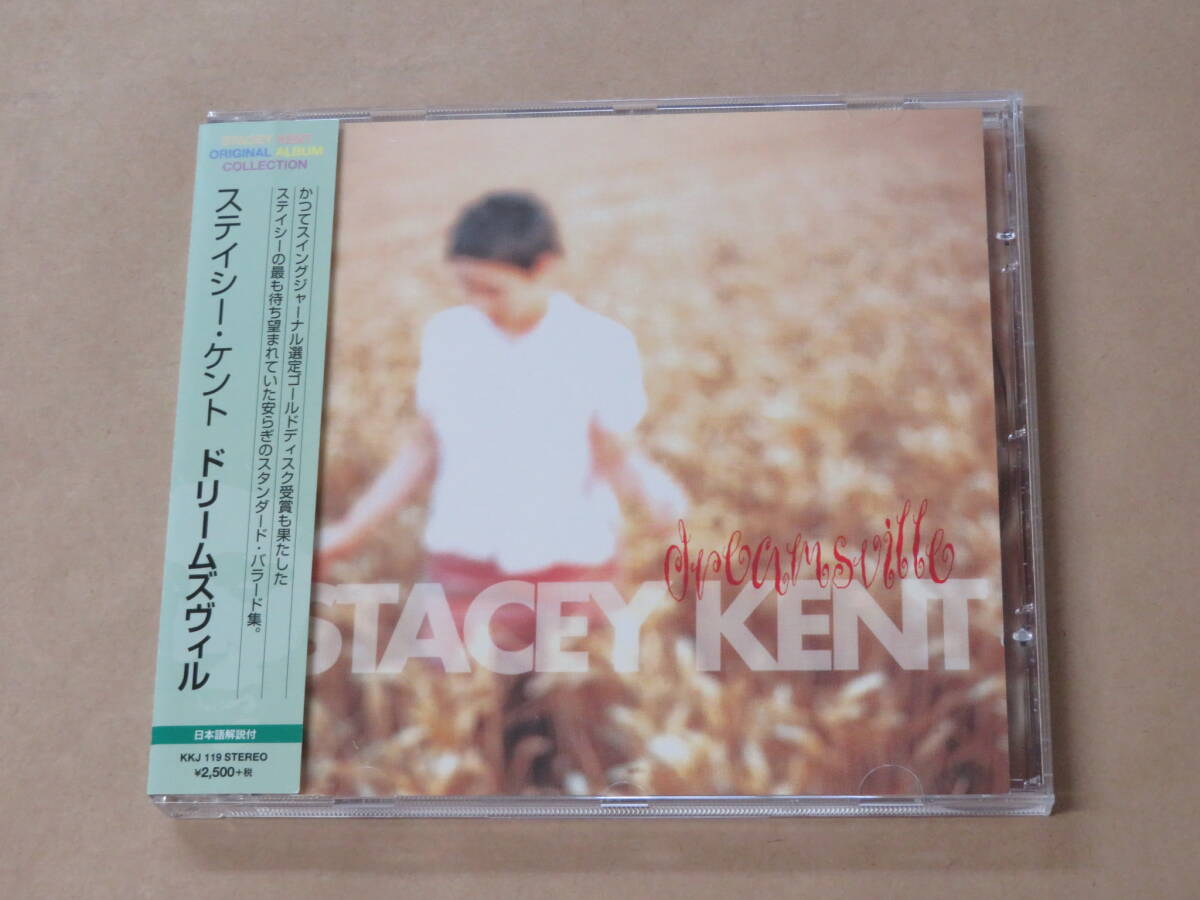 STACEY KENT
ORIGINAL ALBUM
COLLECTION
かつてスイングジャーナル選定ゴールドディスク受賞も果たした
ステイシーの最も待ち望まれていた安らぎのスタンダード・バラード集。
ステイシー・ケント ドリームズヴィル
日本語解説付
KKJ 119 STEREO
¥2,500+税
dreamsville
STACEY KENT